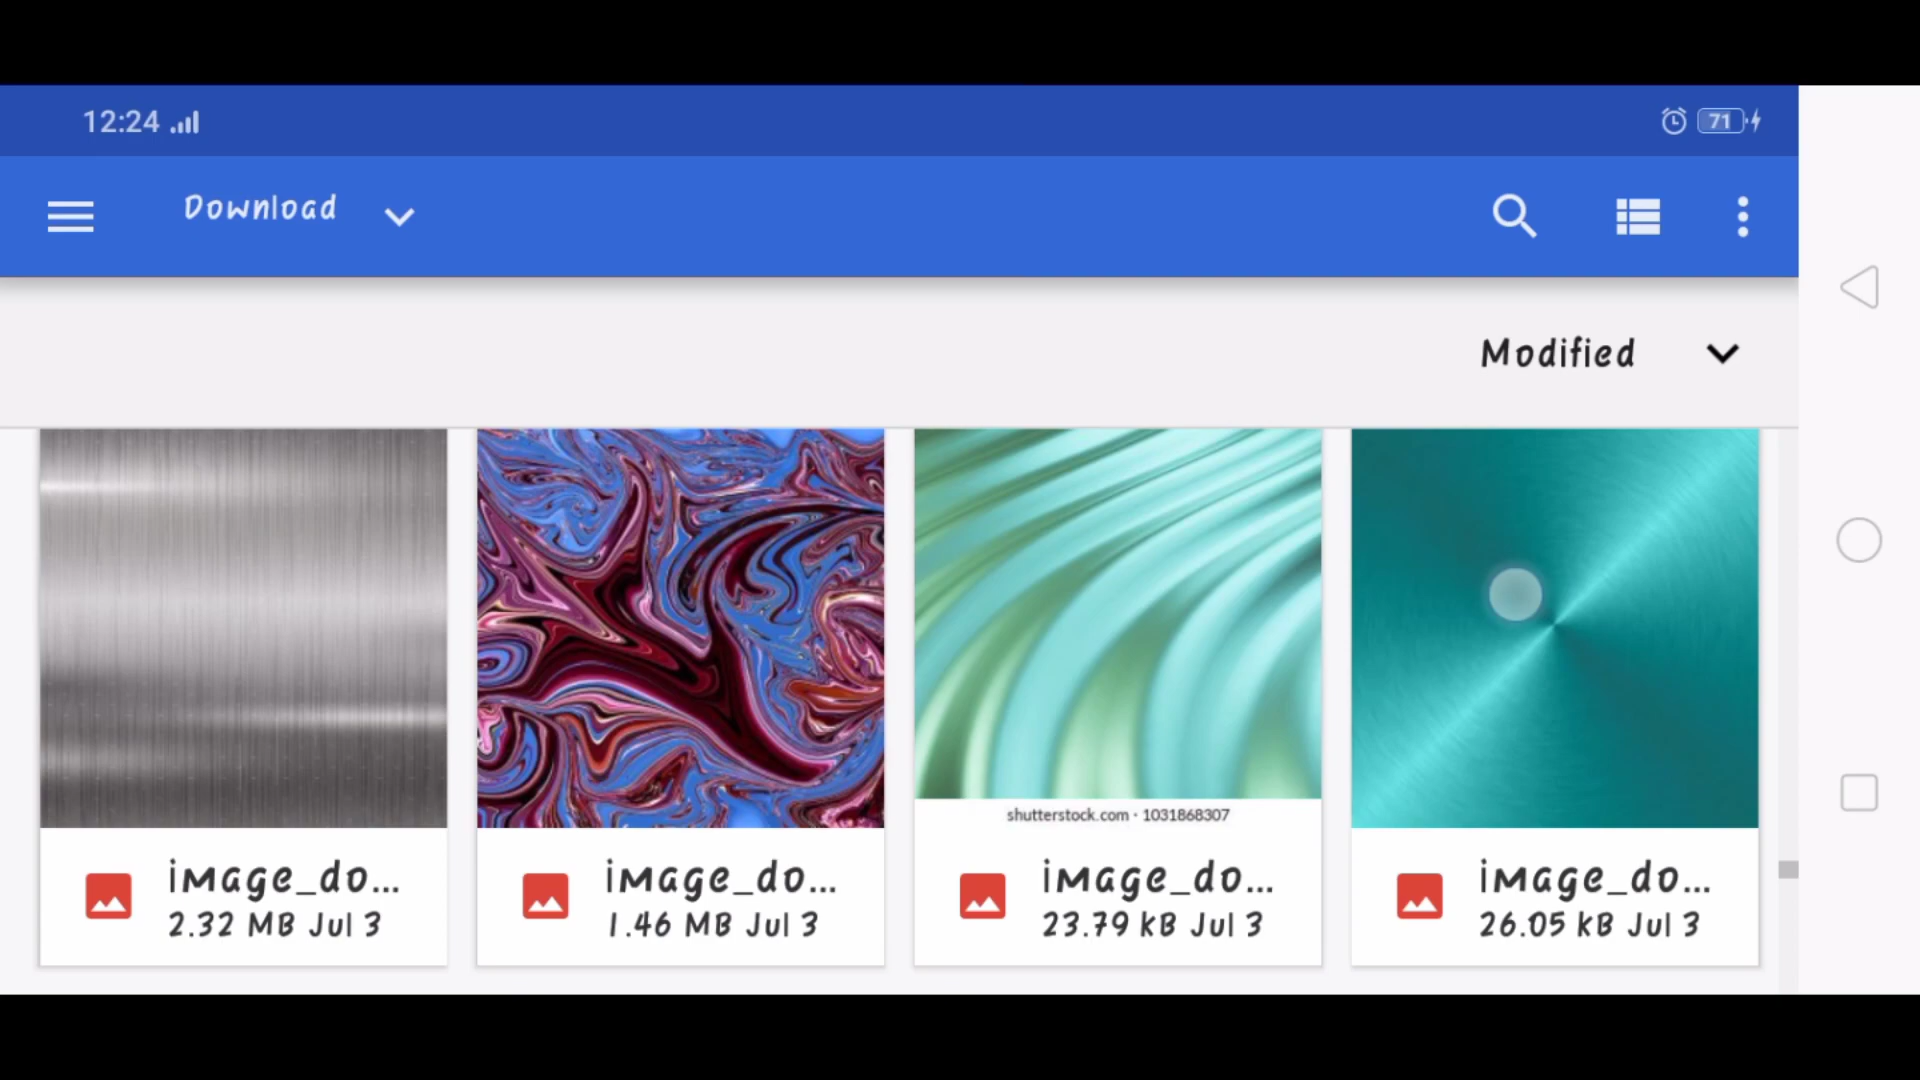 12:24
71
Download
Modified
shutterstock.com · 1031868307
image_do...
2.32 MB Jul 3
image_do...
1.46 MB Jul 3
image_do...
23.79 kB Jul 3
image_do...
26.05 kB Jul 3